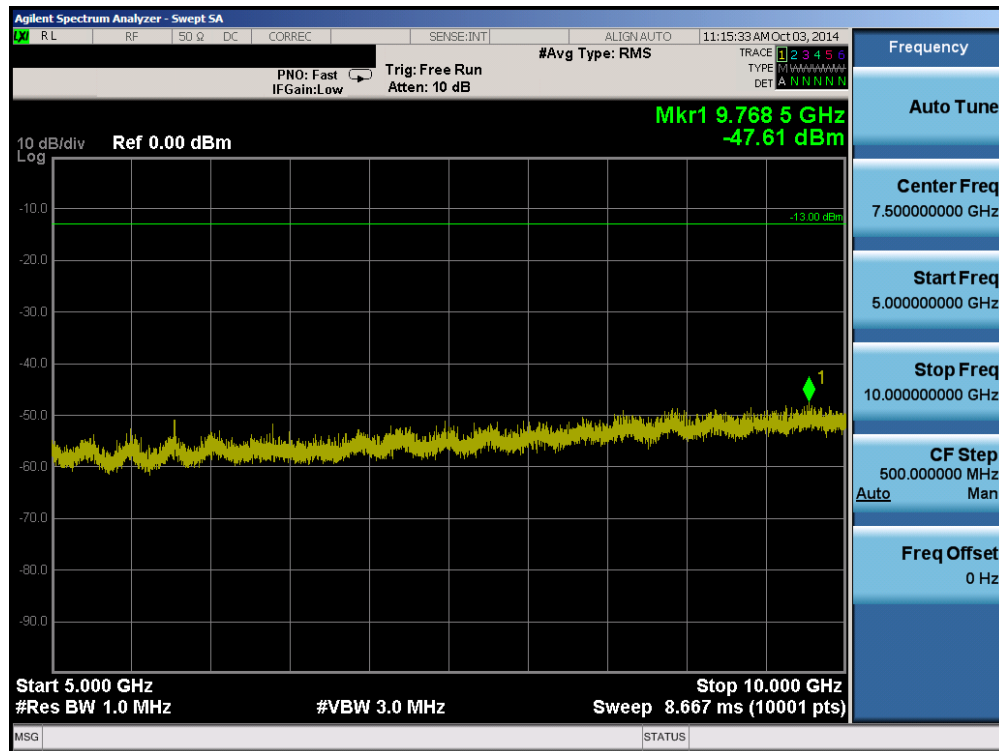 Agilent Spectrum Analyzer - Swept SA
LXI RL RF 50 Ω DC CORREC SENSE:INT ALIGN AUTO 11:15:33 AM Oct 03, 2014
#Avg Type: RMS
TRACE 1 2 3 4 5 6
TYPE M W W W W W
DET A N N N N N
PNO: Fast
IFGain:Low
Trig: Free Run
Atten: 10 dB
Mkr1 9.768 5 GHz
-47.61 dBm
10 dB/div Ref 0.00 dBm
Log
-10.0
-13.00 dBm
-20.0
-30.0
-40.0
1
-50.0
-60.0
-70.0
-80.0
-90.0
Start 5.000 GHz Stop 10.000 GHz
#Res BW 1.0 MHz #VBW 3.0 MHz Sweep 8.667 ms (10001 pts)
MSG STATUS
Frequency
Auto Tune
Center Freq
7.500000000 GHz
Start Freq
5.000000000 GHz
Stop Freq
10.000000000 GHz
CF Step
500.000000 MHz
Auto Man
Freq Offset
0 Hz